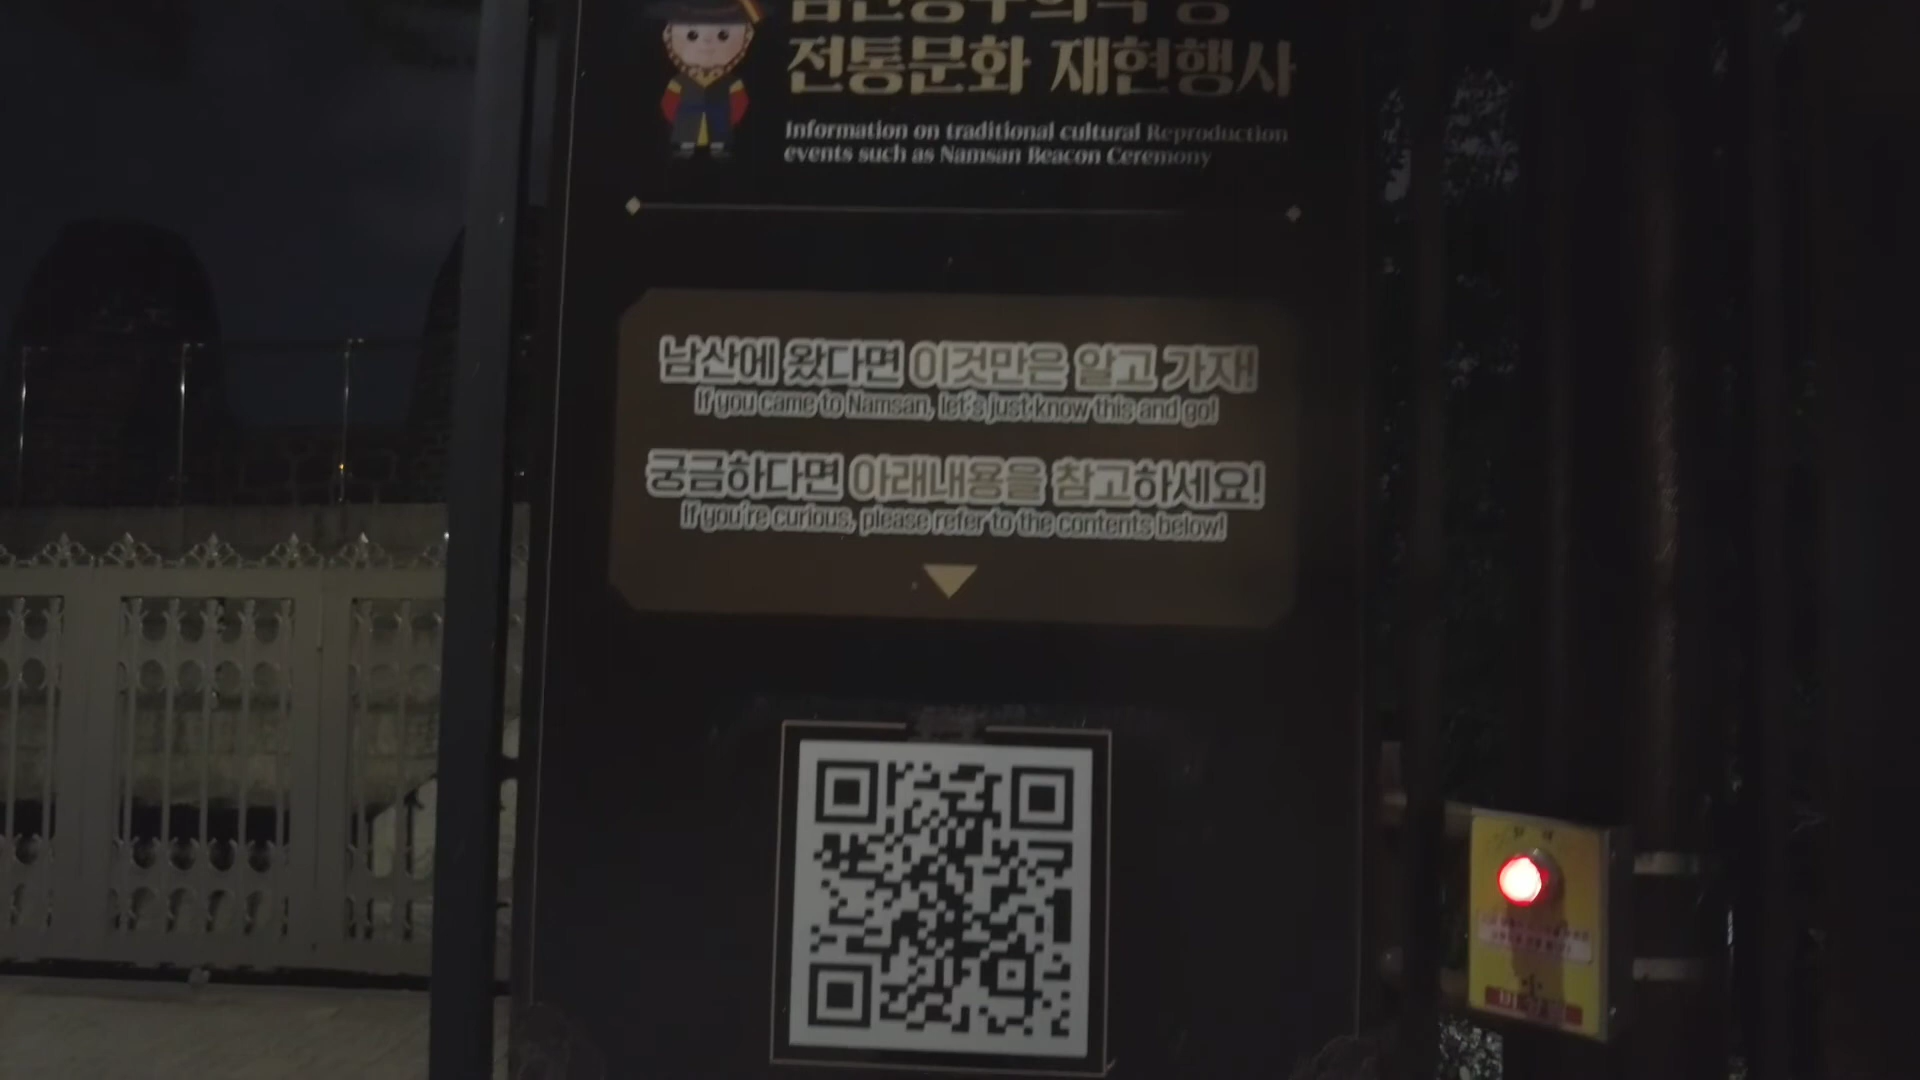 전통문화 재현행사
Information on traditional cultural Reproduction
events such as Namsan Beacon Ceremony
남산에 왔다면 이것만은 알고 가자!
If you came to Namsan, let's just know this and go!
궁금하다면 아래내용을 참고하세요!
If you're curious, please refer to the contents below!